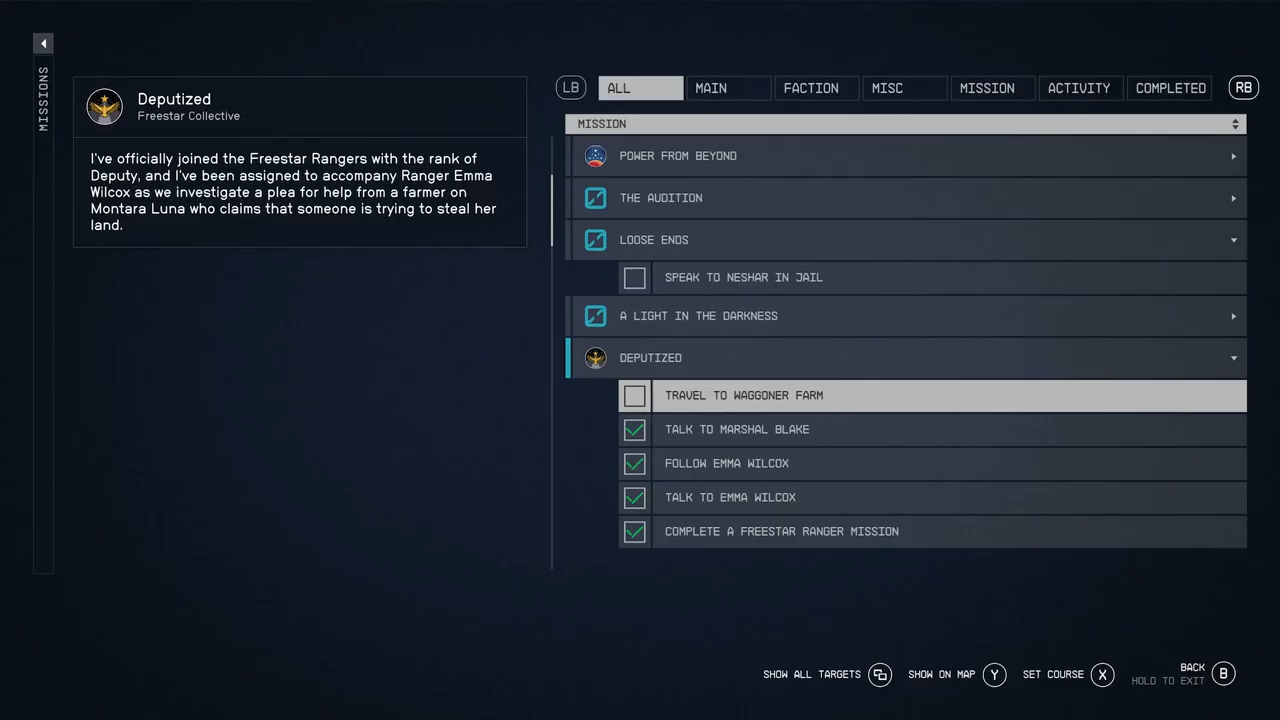 MISSIONS
Deputized
Freestar Collective
I've officially joined the Freestar Rangers with the rank of
Deputy, and I've been assigned to accompany Ranger Emma
Wilcox as we investigate a plea for help from a farmer on
Montara Luna who claims that someone is trying to steal her
land.
LB
ALL
MAIN
FACTION
MISC
MISSION
ACTIVITY
COMPLETED
RB
MISSION
POWER FROM BEYOND
THE AUDITION
LOOSE ENDS
SPEAK TO NESHAR IN JAIL
A LIGHT IN THE DARKNESS
DEPUTIZED
TRAVEL TO WAGGONER FARM
TALK TO MARSHAL BLAKE
FOLLOW EMMA WILCOX
TALK TO EMMA WILCOX
COMPLETE A FREESTAR RANGER MISSION
SHOW ALL TARGETS
SHOW ON MAP Y
SET COURSE X
BACK B
HOLD TO EXIT